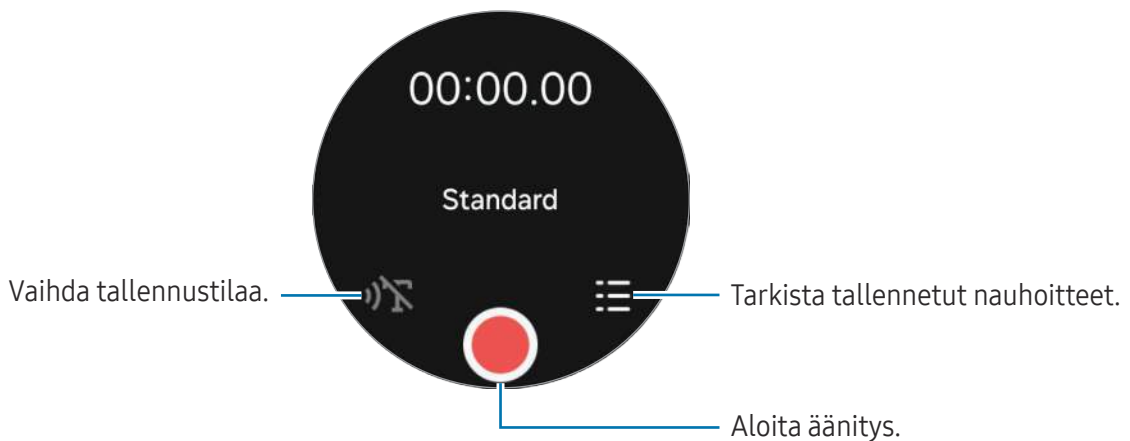 00:00.00
Standard
Vaihda tallennustilaa.
Tarkista tallennetut nauhoitteet.
Aloita äänitys.